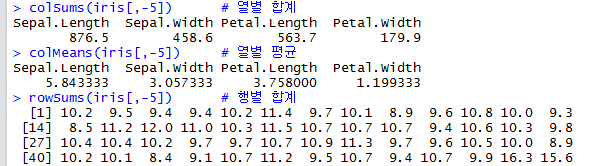 > colSums(iris[,-5])       # 열별 합계
Sepal.Length  Sepal.Width Petal.Length  Petal.Width
       876.5        458.6        563.7        179.9
> colMeans(iris[,-5])      # 열별 평균
Sepal.Length  Sepal.Width Petal.Length  Petal.Width
    5.843333     3.057333     3.758000     1.199333
> rowSums(iris[,-5])       # 행별 합계
  [1] 10.2  9.5  9.4  9.4 10.2 11.4  9.7 10.1  8.9  9.6 10.8 10.0  9.3
 [14]  8.5 11.2 12.0 11.0 10.3 11.5 10.7 10.7 10.7  9.4 10.6 10.3  9.8
 [27] 10.4 10.4 10.2  9.7  9.7 10.7 10.9 11.3  9.7  9.6 10.5 10.0  8.9
 [40] 10.2 10.1  8.4  9.1 10.7 11.2  9.5 10.7  9.4 10.7  9.9 16.3 15.6